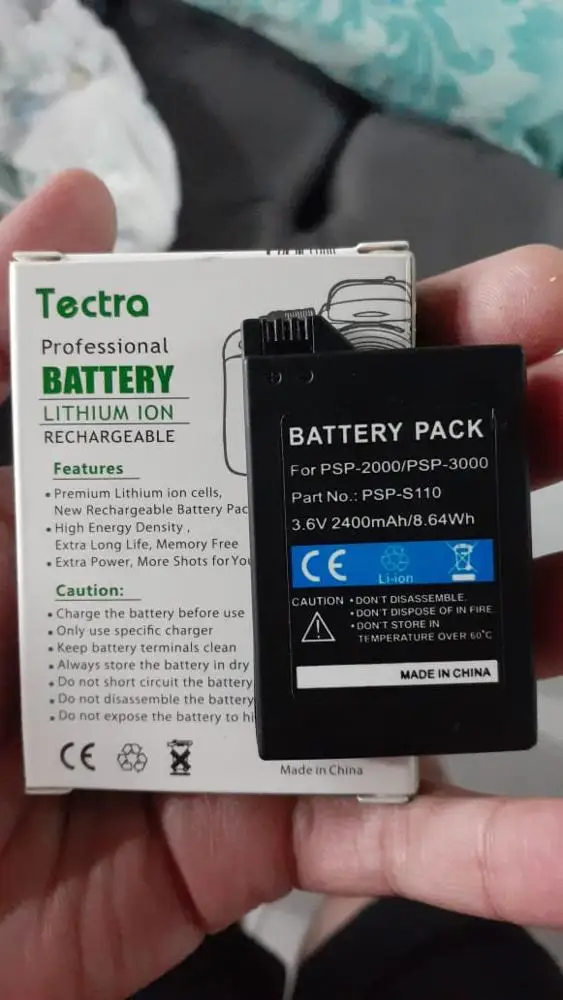 Tectra
Professional
BATTERY
LITHIUM ION
RECHARGEABLE
Features
• Premium Lithium ion cells,
New Rechargeable Battery Pac
• High Energy Density ,
Extra Long Life, Memory Free
• Extra Power, More Shots for You
Caution:
• Charge the battery before use
• Only use specific charger
• Keep battery terminals clean
• Always store the battery in dry
• Do not short circuit the battery
• Do not disassemble the battery
• Do not expose the battery to hi
CE
Made in China
BATTERY PACK
For PSP-2000/PSP-3000
Part No.: PSP-S110
3.6V 2400mAh/8.64Wh
CE
Li-ion
CAUTION • DON'T DISASSEMBLE.
• DON'T DISPOSE OF IN FIRE
• DON'T STORE IN
TEMPERATURE OVER 60°C
MADE IN CHINA